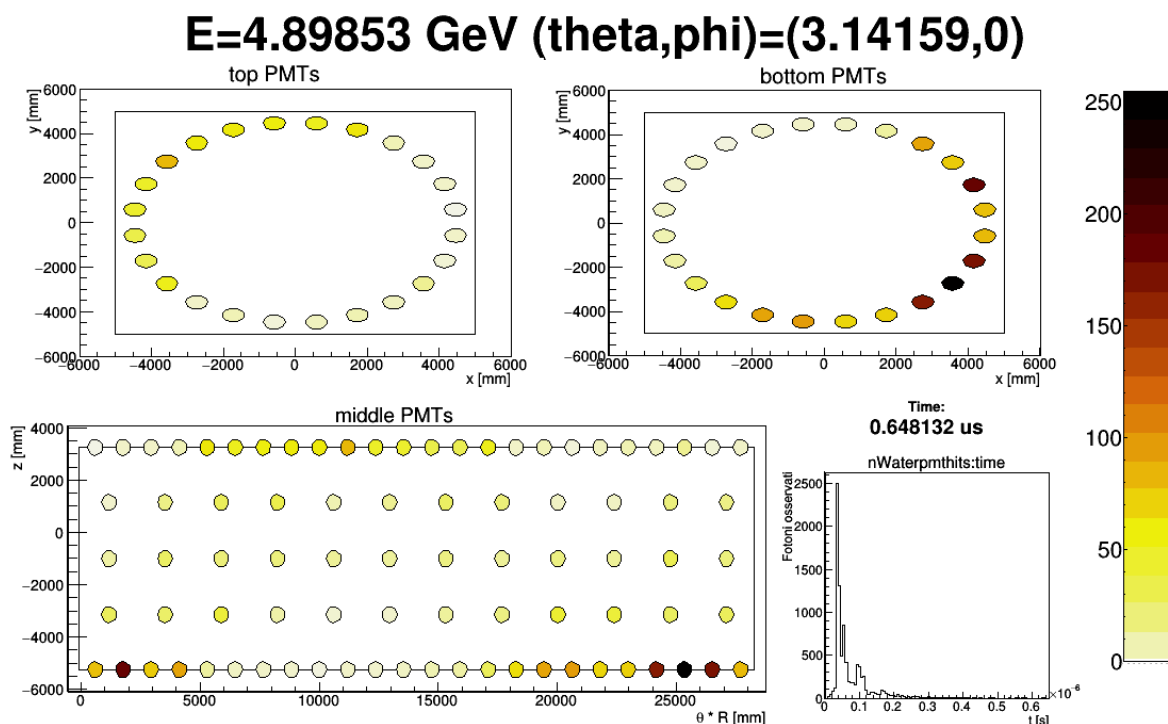 E=4.89853 GeV (theta,phi)=(3.14159,0)
top PMTs
bottom PMTs
y [mm]
6000
4000
2000
0
−2000
−4000
−6000
−6000 −4000 −2000 0 2000 4000 6000
x [mm]
y [mm]
6000
4000
2000
0
−2000
−4000
−6000
−6000 −4000 −2000 0 2000 4000 6000
x [mm]
250
200
150
100
50
0
middle PMTs
z [mm]
4000
2000
0
−2000
−4000
−6000
0 5000 10000 15000 20000 25000
θ * R [mm]
Time:
0.648132 us
nWaterpmthits:time
Fotoni osservati
2500
2000
1500
1000
500
0
0 0.1 0.2 0.3 0.4 0.5 0.6
×10⁻⁶
t [s]